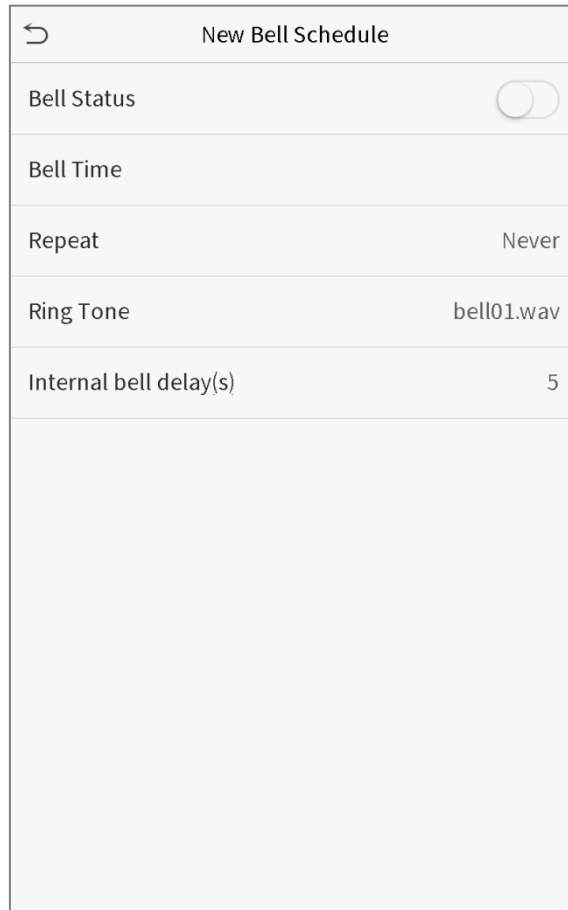 New Bell Schedule
Bell Status
Bell Time
Repeat Never
Ring Tone bell01.wav
Internal bell delay(s) 5